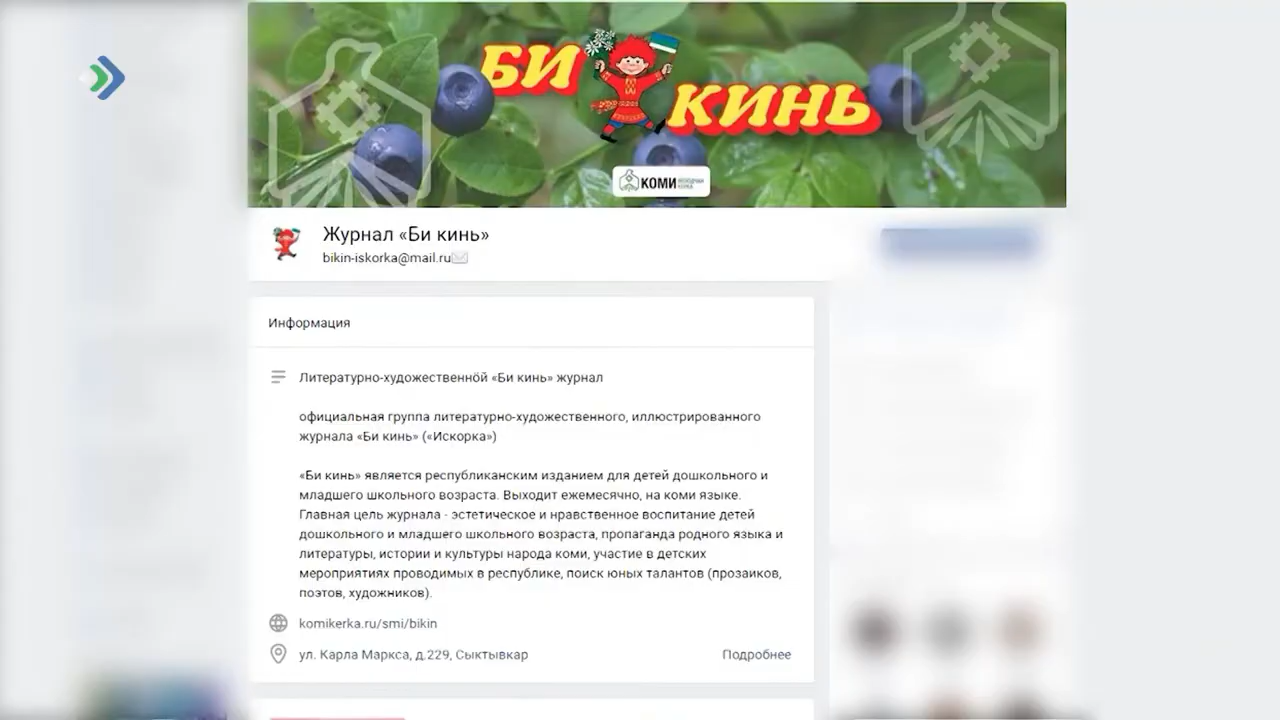 БИ
КИНЬ
КОМИ
Журнал «Би кинь»
bikin-iskorka@mail.ru
Информация
Литературно-художественнӧй «Би кинь» журнал
официальная группа литературно-художественного, иллюстрированного
журнала «Би кинь» («Искорка»)
«Би кинь» является республиканским изданием для детей дошкольного и
младшего школьного возраста. Выходит ежемесячно, на коми языке.
Главная цель журнала - эстетическое и нравственное воспитание детей
дошкольного и младшего школьного возраста, пропаганда родного языка и
литературы, истории и культуры народа коми, участие в детских
мероприятиях проводимых в республике, поиск юных талантов (прозаиков,
поэтов, художников).
komikerka.ru/smi/bikin
ул. Карла Маркса, д.229, Сыктывкар
Подробнее